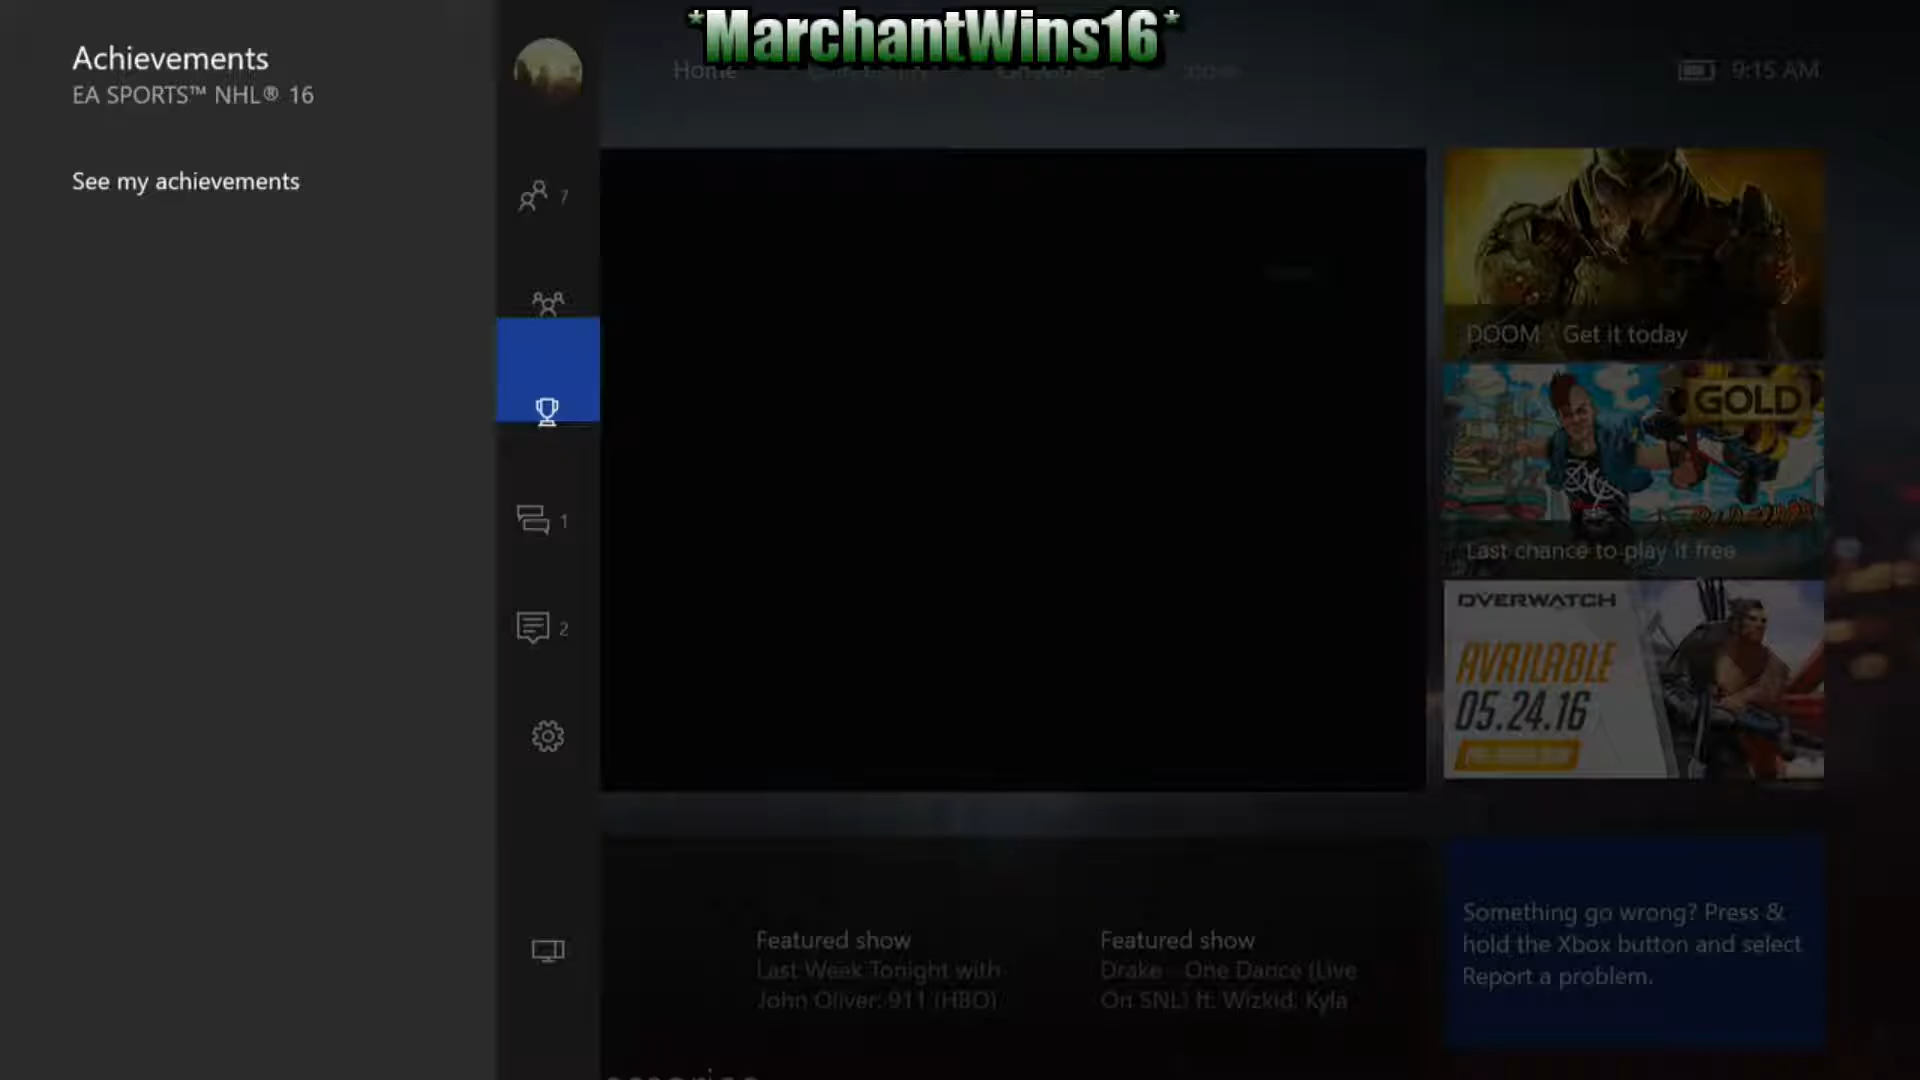 *MarchantWins16*
Achievements
EA SPORTS™ NHL® 16
See my achievements
7
1
2
Home
9:15 AM
DOOM - Get it today
GOLD
Last chance to play it free
OVERWATCH
AVAILABLE
05.24.16
Featured show
Last Week Tonight with
John Oliver: 911 (HBO)
Featured show
Drake - One Dance (Live
On SNL) ft. Wizkid, Kyla
Something go wrong? Press &
hold the Xbox button and select
Report a problem.